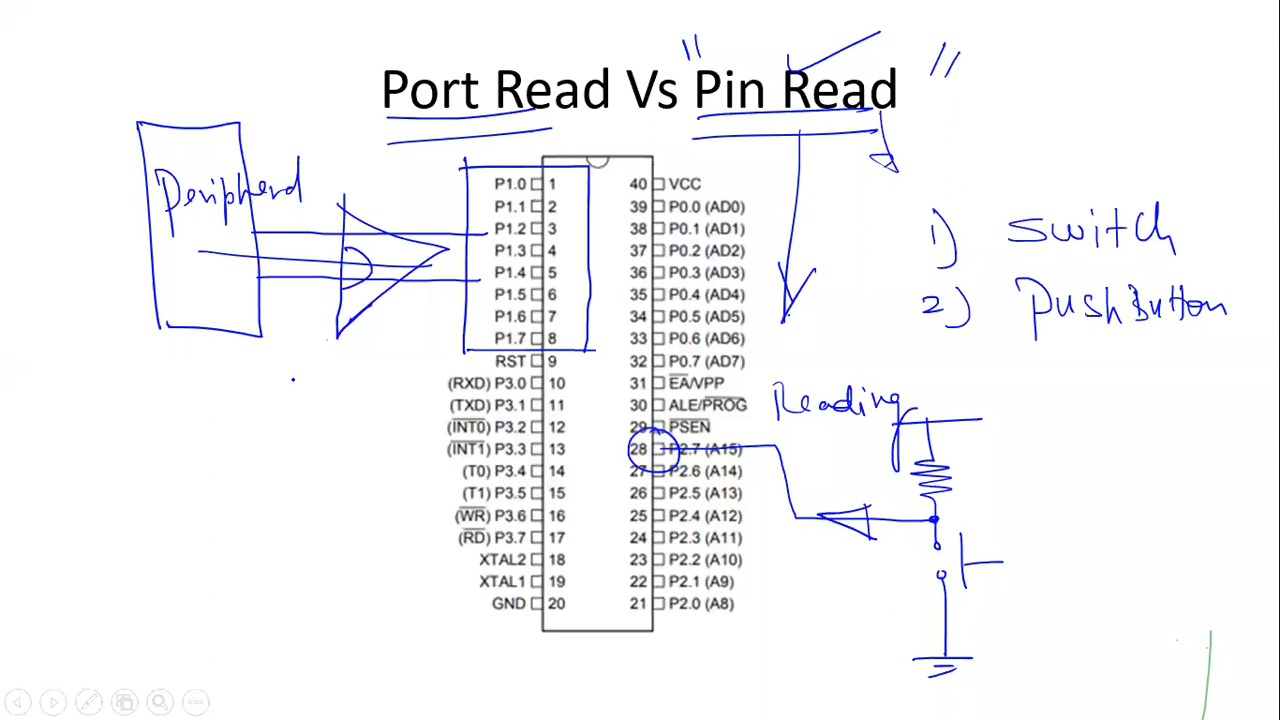 " Port Read Vs Pin Read "
Peripheral
1) Switch
2) PushButton
Reading
P1.0 1 40 VCC
P1.1 2 39 P0.0 (AD0)
P1.2 3 38 P0.1 (AD1)
P1.3 4 37 P0.2 (AD2)
P1.4 5 36 P0.3 (AD3)
P1.5 6 35 P0.4 (AD4)
P1.6 7 34 P0.5 (AD5)
P1.7 8 33 P0.6 (AD6)
RST 9 32 P0.7 (AD7)
(RXD) P3.0 10 31 EA/VPP
(TXD) P3.1 11 30 ALE/PROG
(INT0) P3.2 12 29 PSEN
(INT1) P3.3 13 28 P2.7 (A15)
(T0) P3.4 14 27 P2.6 (A14)
(T1) P3.5 15 26 P2.5 (A13)
(WR) P3.6 16 25 P2.4 (A12)
(RD) P3.7 17 24 P2.3 (A11)
XTAL2 18 23 P2.2 (A10)
XTAL1 19 22 P2.1 (A9)
GND 20 21 P2.0 (A8)